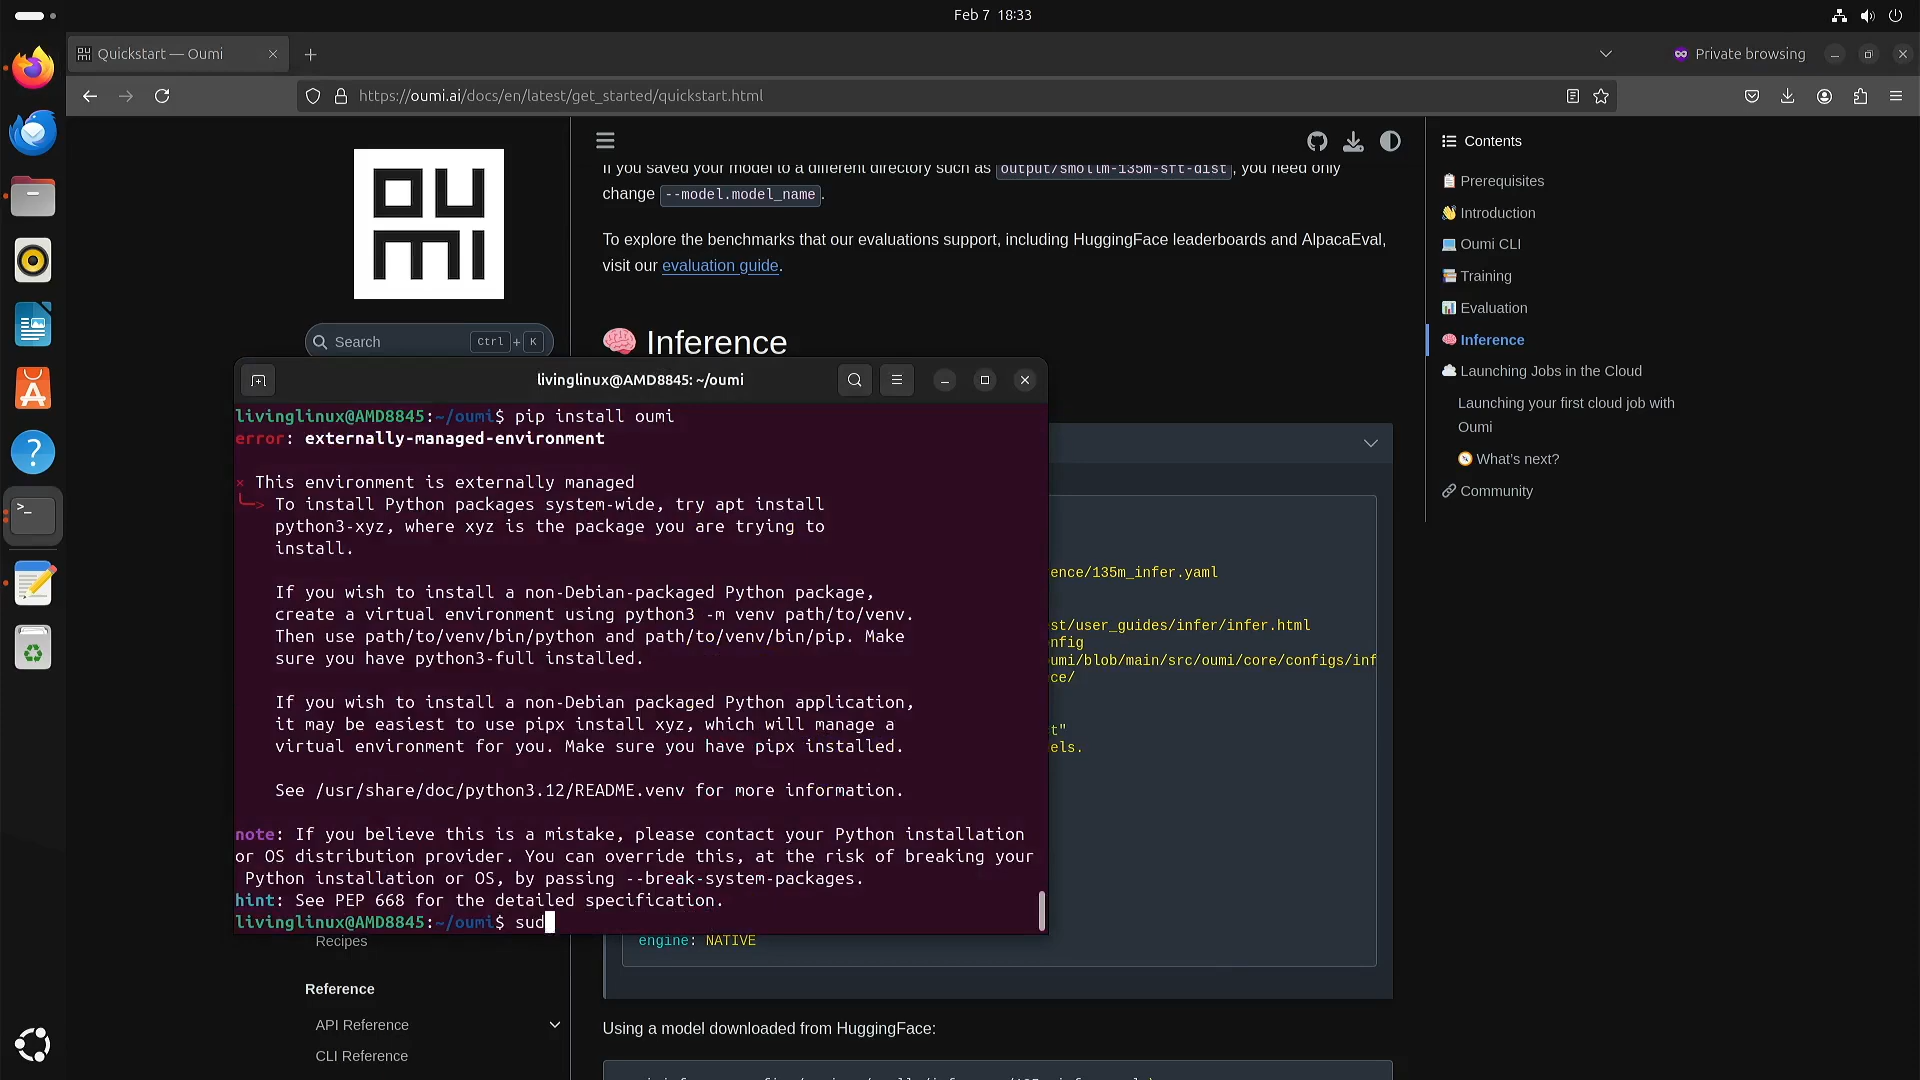 Feb 7 18:33
Quickstart — Oumi
Private browsing
https://oumi.ai/docs/en/latest/get_started/quickstart.html
OUMI
Search Ctrl + K
If you saved your model to a different directory such as output/smollm-135m-sft-dist, you need only
change --model.model_name.
To explore the benchmarks that our evaluations support, including HuggingFace leaderboards and AlpacaEval,
visit our evaluation guide.
🧠 Inference
livinglinux@AMD8845: ~/oumi
livinglinux@AMD8845:~/oumi$ pip install oumi
error: externally-managed-environment
× This environment is externally managed
╰─> To install Python packages system-wide, try apt install
python3-xyz, where xyz is the package you are trying to
install.
If you wish to install a non-Debian-packaged Python package,
create a virtual environment using python3 -m venv path/to/venv.
Then use path/to/venv/bin/python and path/to/venv/bin/pip. Make
sure you have python3-full installed.
If you wish to install a non-Debian packaged Python application,
it may be easiest to use pipx install xyz, which will manage a
virtual environment for you. Make sure you have pipx installed.
See /usr/share/doc/python3.12/README.venv for more information.
note: If you believe this is a mistake, please contact your Python installation
or OS distribution provider. You can override this, at the risk of breaking your
Python installation or OS, by passing --break-system-packages.
hint: See PEP 668 for the detailed specification.
livinglinux@AMD8845:~/oumi$ sud
ence/135m_infer.yaml
st/user_guides/infer/infer.html
nfig
umi/blob/main/src/oumi/core/configs/inf
ce/
t"
els.
engine: NATIVE
Using a model downloaded from HuggingFace:
Recipes
Reference
API Reference
CLI Reference
Contents
📋 Prerequisites
👋 Introduction
💻 Oumi CLI
📚 Training
📊 Evaluation
🧠 Inference
☁️ Launching Jobs in the Cloud
Launching your first cloud job with
Oumi
🧭 What's next?
🔗 Community